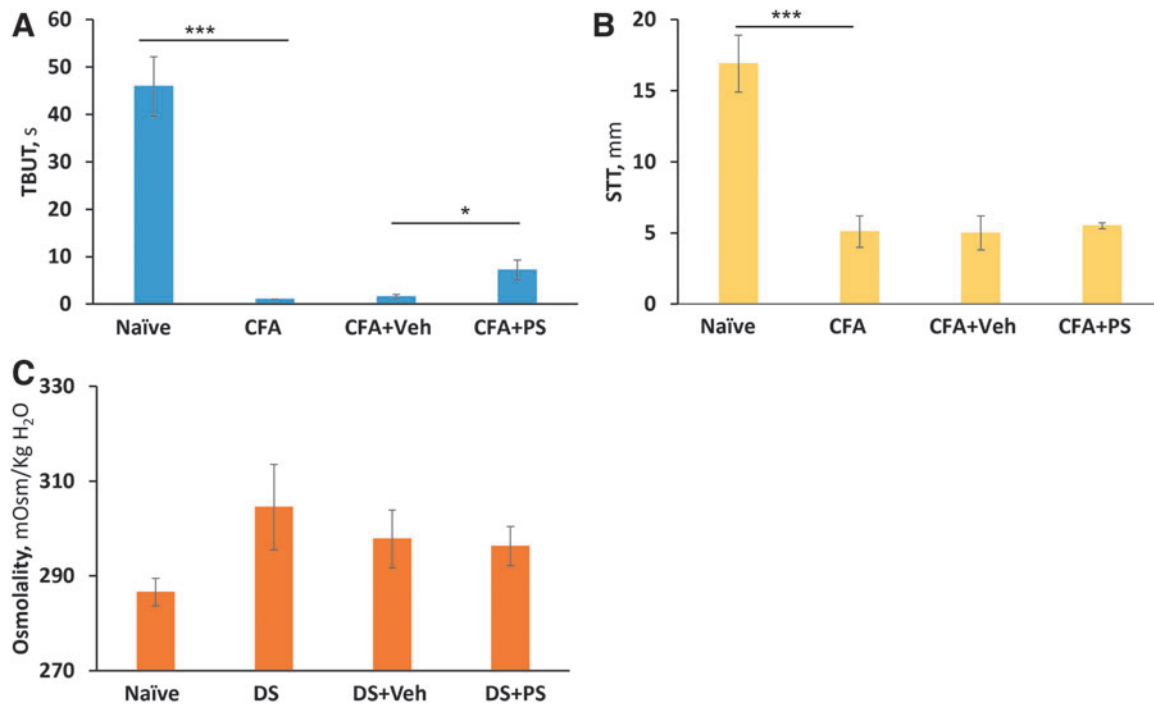 A
TBUT, s
60
50
40
30
20
10
0
***
*
Naïve CFA CFA+Veh CFA+PS
B
STT, mm
20
15
10
5
0
***
Naïve CFA CFA+Veh CFA+PS
C
Osmolality, mOsm/Kg H₂O
330
310
290
270
Naïve DS DS+Veh DS+PS